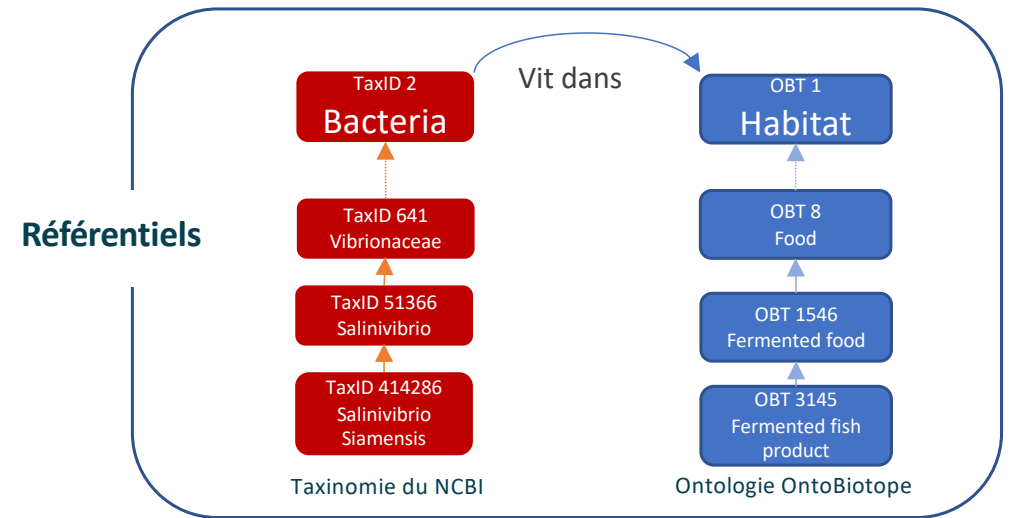 Référentiels
Vit dans
TaxID 2
Bacteria
TaxID 641
Vibrionaceae
TaxID 51366
Salinivibrio
TaxID 414286
Salinivibrio
Siamensis
Taxinomie du NCBI
OBT 1
Habitat
OBT 8
Food
OBT 1546
Fermented food
OBT 3145
Fermented fish
product
Ontologie OntoBiotope